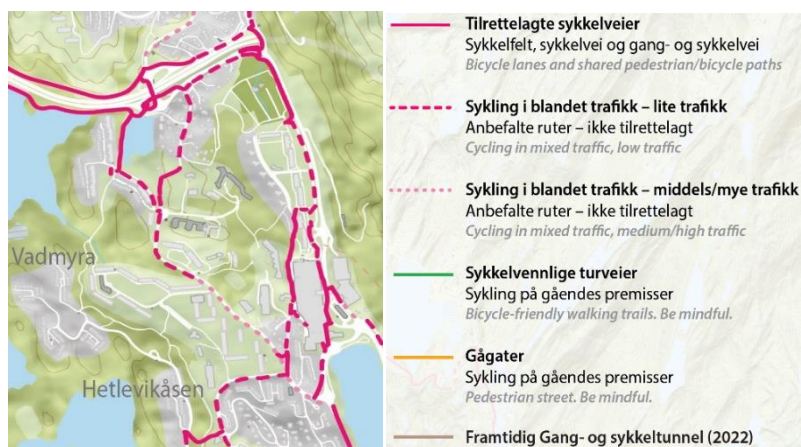 Vadmyra
Hetlevikåsen
Tilrettelagte sykkelveier
Sykkelfelt, sykkelvei og gang- og sykkelvei
Bicycle lanes and shared pedestrian/bicycle paths
Sykling i blandet trafikk – lite trafikk
Anbefalte ruter – ikke tilrettelagt
Cycling in mixed traffic, low traffic
Sykling i blandet trafikk – middels/mye trafikk
Anbefalte ruter – ikke tilrettelagt
Cycling in mixed traffic, medium/high traffic
Sykkelvennlige turveier
Sykling på gåendes premisser
Bicycle-friendly walking trails. Be mindful.
Gågater
Sykling på gåendes premisser
Pedestrian street. Be mindful.
Framtidig Gang- og sykkeltunnel (2022)